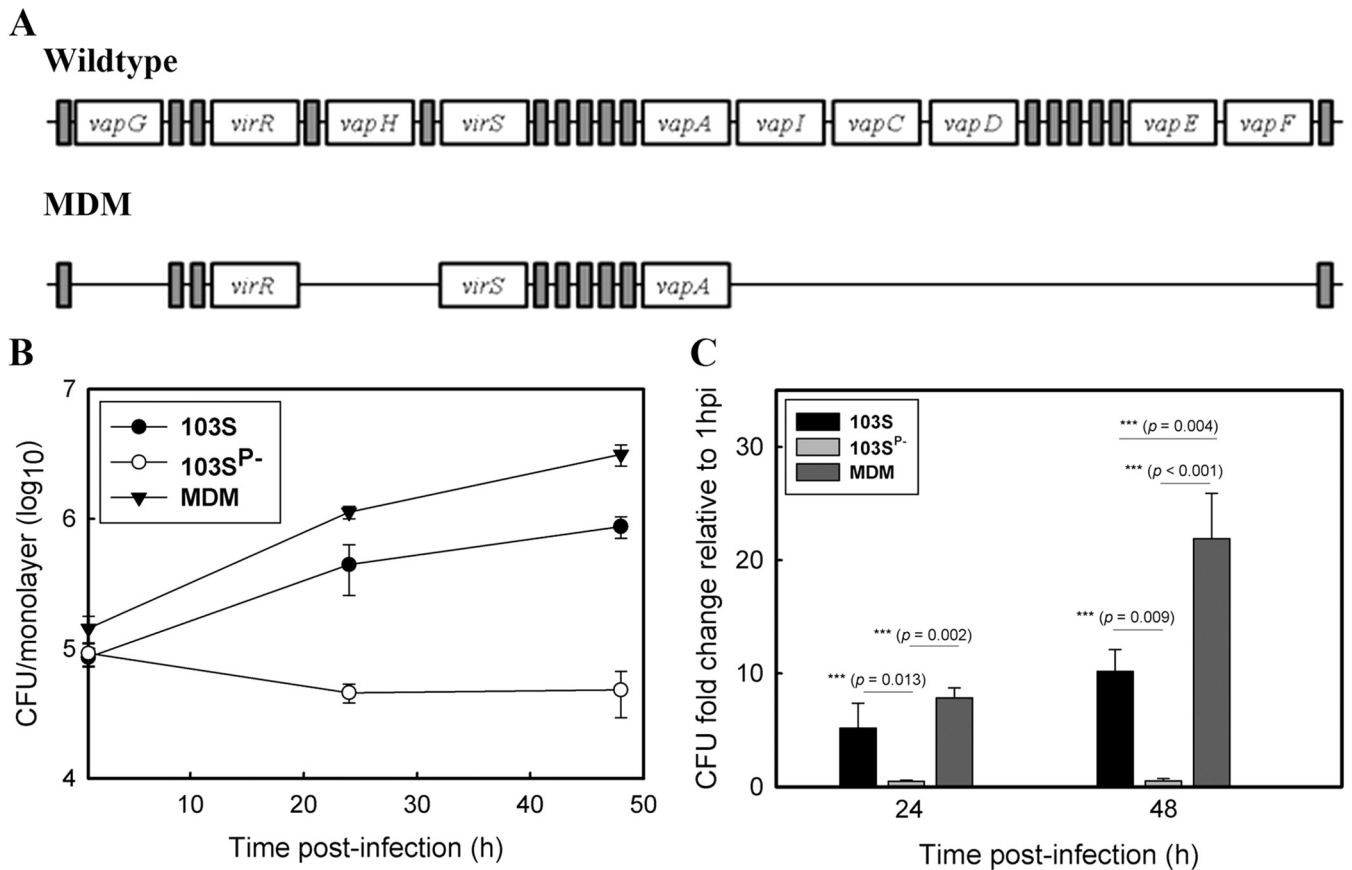 A
Wildtype
vapG virR vapH virS vapA vapI vapC vapD vapE vapF
MDM
virR virS vapA
B
7
6
5
4
CFU/monolayer (log10)
103S
103SP-
MDM
10 20 30 40 50
Time post-infection (h)
C
30
20
10
0
CFU fold change relative to 1hpi
103S
103SP-
MDM
*** (p = 0.004)
*** (p < 0.001)
*** (p = 0.002)
*** (p = 0.009)
*** (p = 0.013)
24 48
Time post-infection (h)